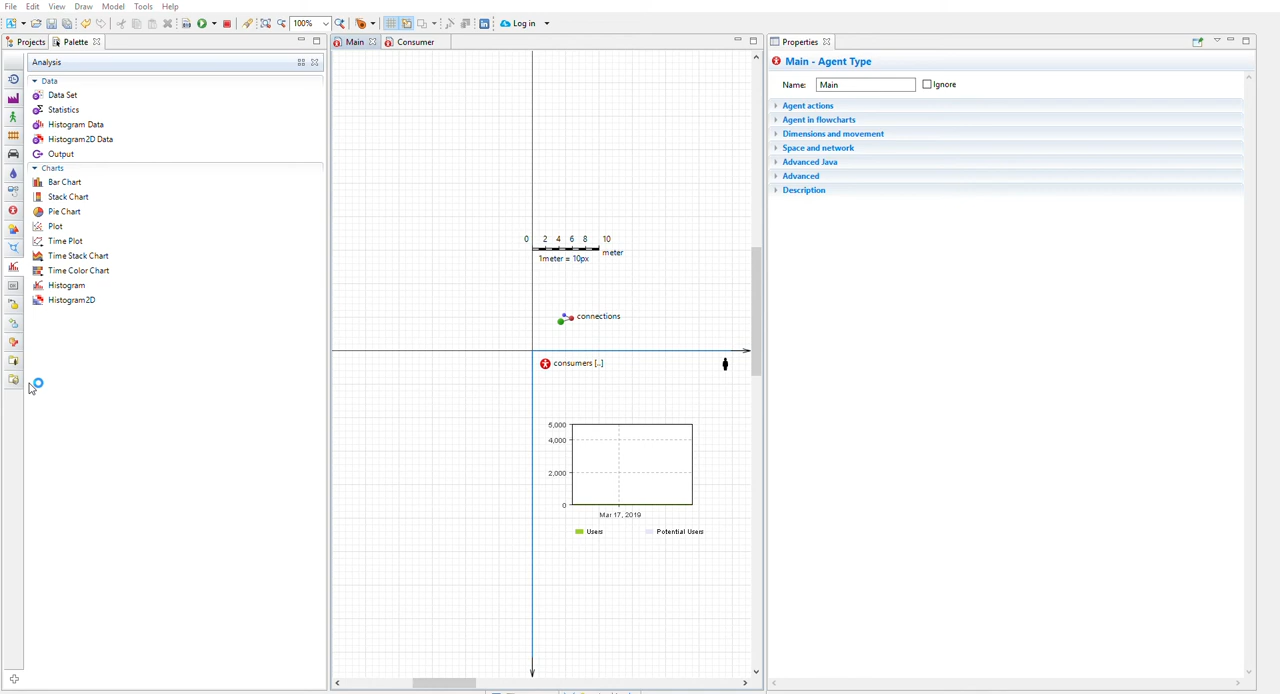 File Edit View Draw Model Tools Help
100% Log in
Projects Palette Main Consumer Properties
Analysis
Main - Agent Type
Name: Main Ignore
Data
Data Set
Statistics
Histogram Data
Histogram2D Data
Output
Charts
Bar Chart
Stack Chart
Pie Chart
Plot
Time Plot
Time Stack Chart
Time Color Chart
Histogram
Histogram2D
0 2 4 6 8 10
meter
1meter = 10px
connections
consumers [..]
5,000
4,000
2,000
0
Mar 17, 2019
Users Potential Users
Agent actions
Agent in flowcharts
Dimensions and movement
Space and network
Advanced Java
Advanced
Description